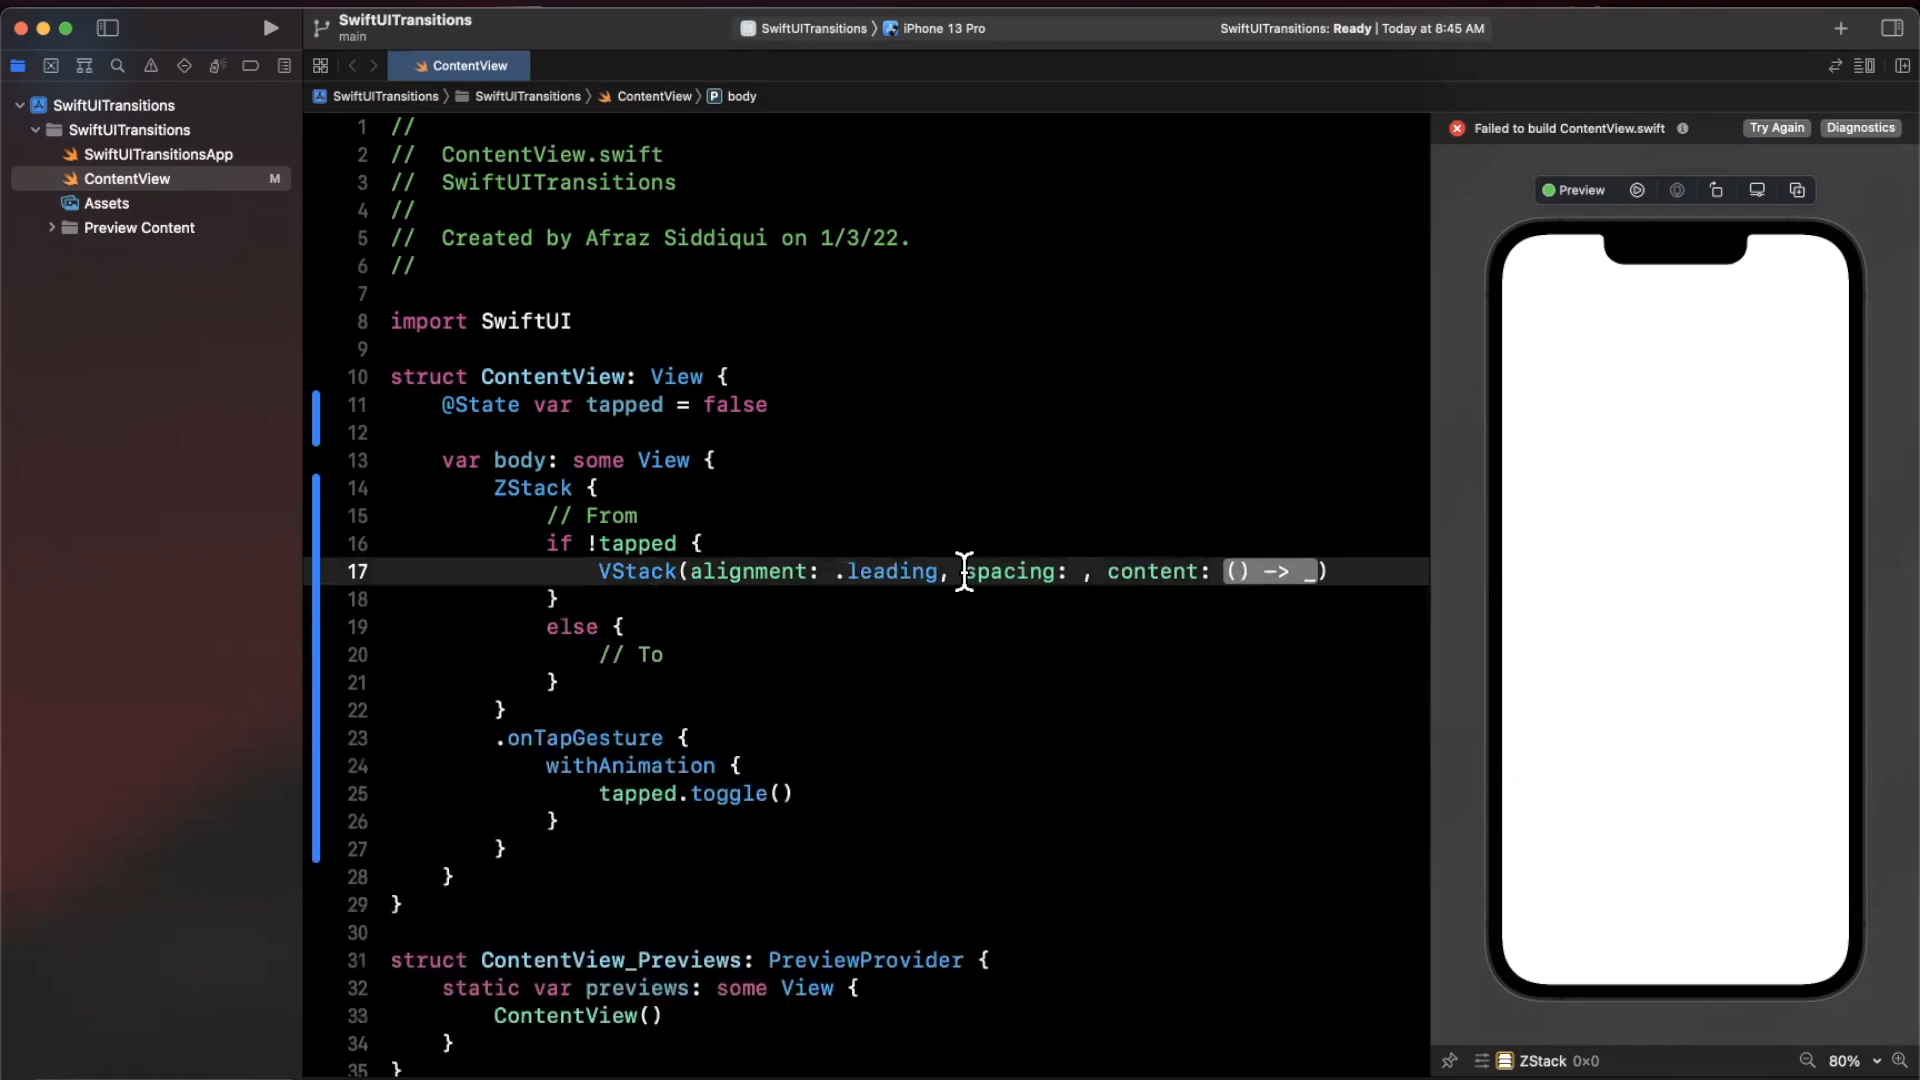 SwiftUITransitions
main
SwiftUITransitions 〉 iPhone 13 Pro
SwiftUITransitions: Ready | Today at 8:45 AM
ContentView
SwiftUITransitions 〉 SwiftUITransitions 〉 ContentView 〉 P body
SwiftUITransitions
SwiftUITransitions
SwiftUITransitionsApp
ContentView M
Assets
Preview Content
1 //
2 //  ContentView.swift
3 //  SwiftUITransitions
4 //
5 //  Created by Afraz Siddiqui on 1/3/22.
6 //
7
8 import SwiftUI
9
10 struct ContentView: View {
11     @State var tapped = false
12
13     var body: some View {
14         ZStack {
15             // From
16             if !tapped {
17                 VStack(alignment: .leading, spacing: , content: () -> _)
18             }
19             else {
20                 // To
21             }
22         }
23         .onTapGesture {
24             withAnimation {
25                 tapped.toggle()
26             }
27         }
28     }
29 }
30
31 struct ContentView_Previews: PreviewProvider {
32     static var previews: some View {
33         ContentView()
34     }
35 }
Failed to build ContentView.swift
Try Again
Diagnostics
Preview
ZStack 0×0
80%